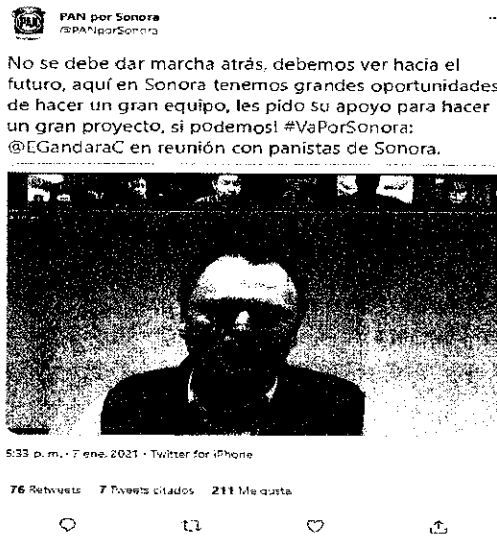 PAN por Sonora
@PANporSonora
No se debe dar marcha atrás, debemos ver hacia el
futuro, aquí en Sonora tenemos grandes oportunidades
de hacer un gran equipo, les pido su apoyo para hacer
un gran proyecto, si podemos! #VaPorSonora:
@EGandaraC en reunión con panistas de Sonora.
5:33 p. m. · 7 ene. 2021 · Twitter for iPhone
76 Retweets 7 Tweets citados 211 Me gusta